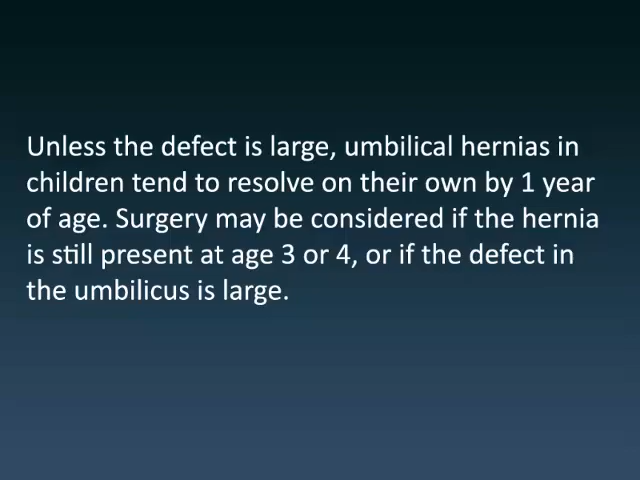 Unless the defect is large, umbilical hernias in
children tend to resolve on their own by 1 year
of age. Surgery may be considered if the hernia
is still present at age 3 or 4, or if the defect in
the umbilicus is large.